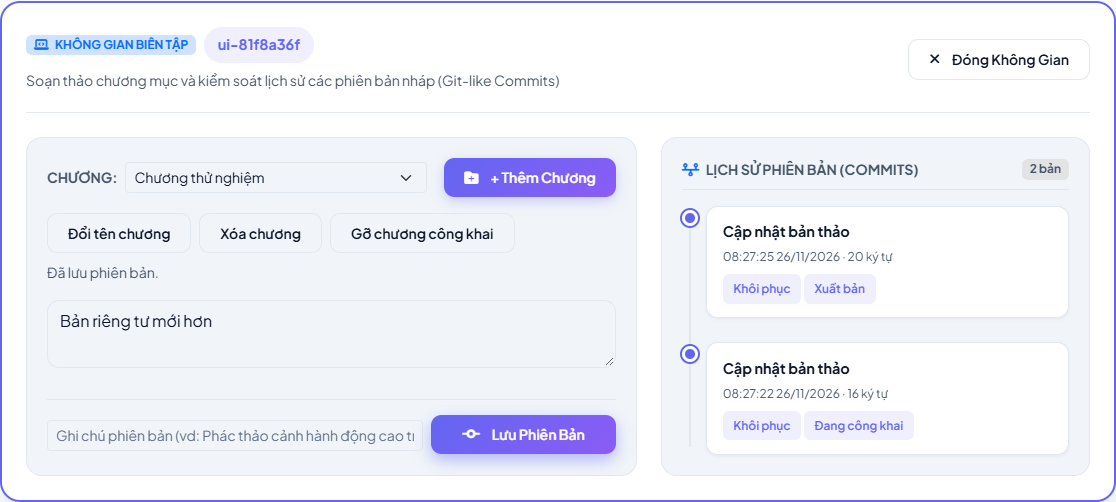 KHÔNG GIAN BIÊN TẬP ui-81f8a36f
Soạn thảo chương mục và kiểm soát lịch sử các phiên bản nháp (Git-like Commits)
Đóng Không Gian
CHƯƠNG: Chương thử nghiệm + Thêm Chương
Đổi tên chương Xóa chương Gỡ chương công khai
Đã lưu phiên bản.
Bản riêng tư mới hơn
Ghi chú phiên bản (vd: Phác thảo cảnh hành động cao tr Lưu Phiên Bản
LỊCH SỬ PHIÊN BẢN (COMMITS) 2 bản
Cập nhật bản thảo
08:27:25 26/11/2026 · 20 ký tự
Khôi phục Xuất bản
Cập nhật bản thảo
08:27:22 26/11/2026 · 16 ký tự
Khôi phục Đang công khai